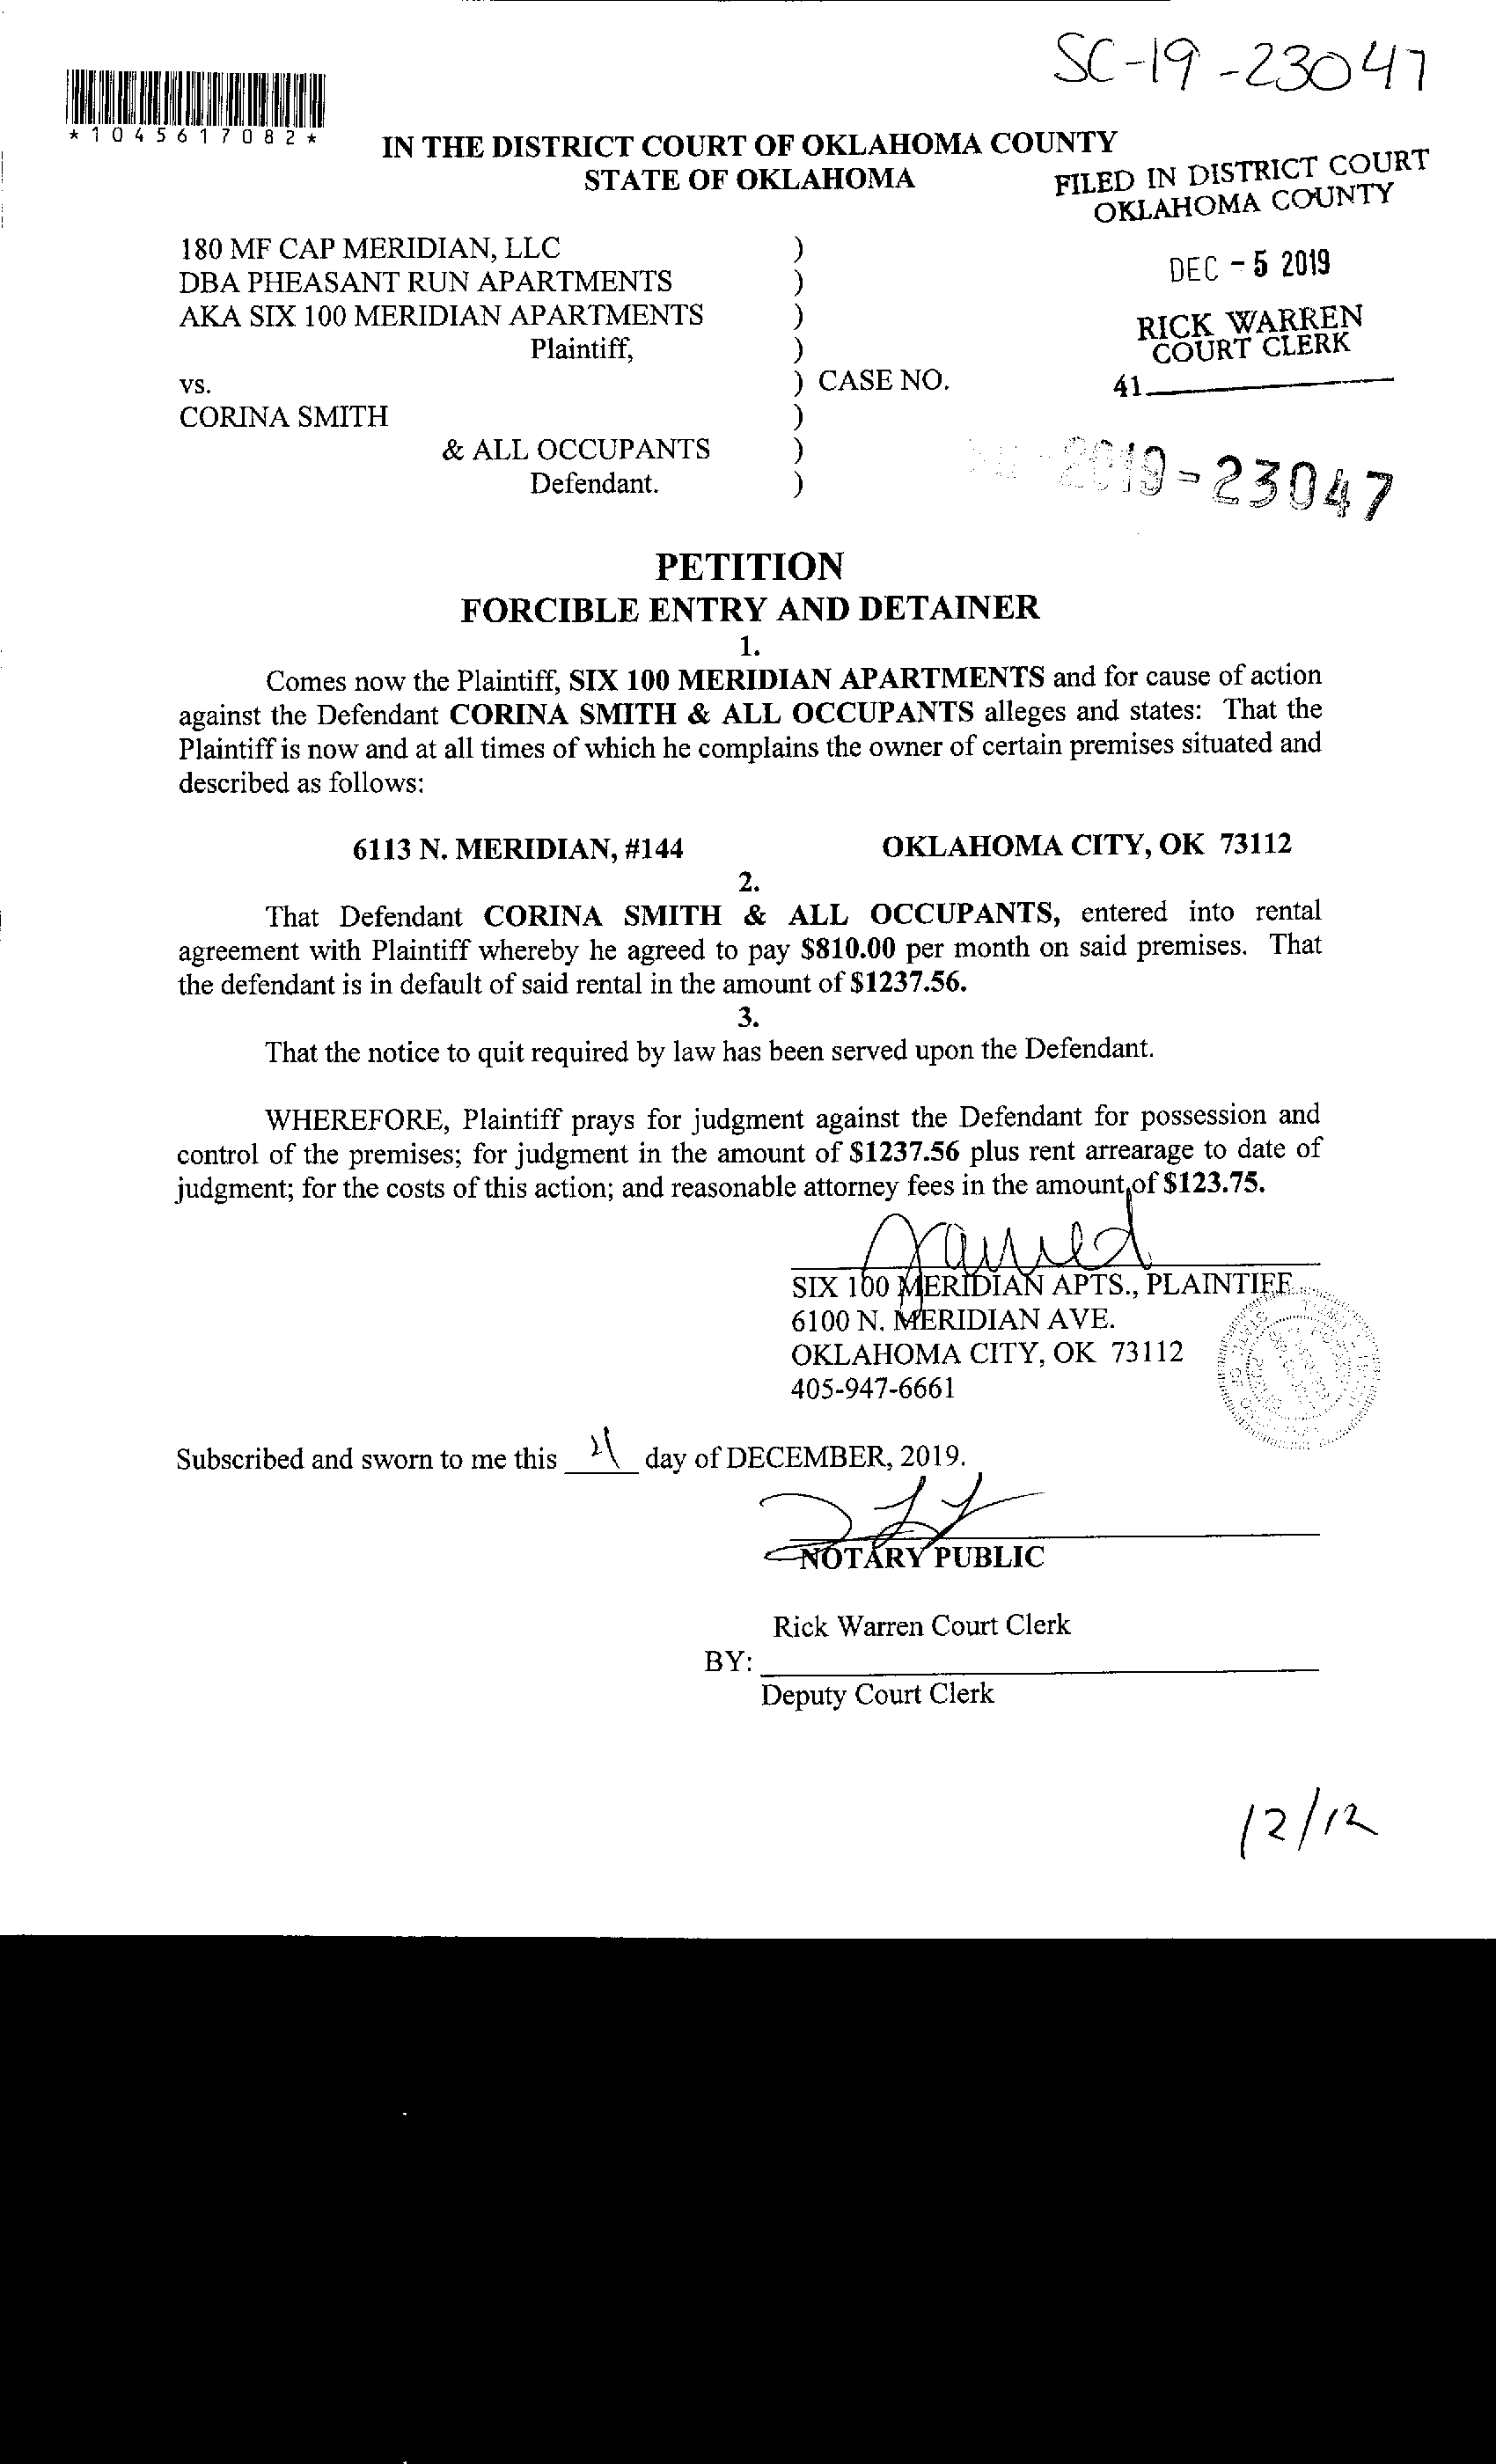 SC-19-23047
*1045617082*
IN THE DISTRICT COURT OF OKLAHOMA COUNTY
STATE OF OKLAHOMA
FILED IN DISTRICT COURT
OKLAHOMA COUNTY
DEC - 5 2019
RICK WARREN
COURT CLERK
41
180 MF CAP MERIDIAN, LLC )
DBA PHEASANT RUN APARTMENTS )
AKA SIX 100 MERIDIAN APARTMENTS )
Plaintiff, )
vs. ) CASE NO.
CORINA SMITH )
& ALL OCCUPANTS )
Defendant. )
2019-23047
PETITION
FORCIBLE ENTRY AND DETAINER
1.
Comes now the Plaintiff, SIX 100 MERIDIAN APARTMENTS and for cause of action
against the Defendant CORINA SMITH & ALL OCCUPANTS alleges and states: That the
Plaintiff is now and at all times of which he complains the owner of certain premises situated and
described as follows:
6113 N. MERIDIAN, #144 OKLAHOMA CITY, OK 73112
2.
That Defendant CORINA SMITH & ALL OCCUPANTS, entered into rental
agreement with Plaintiff whereby he agreed to pay $810.00 per month on said premises. That
the defendant is in default of said rental in the amount of $1237.56.
3.
That the notice to quit required by law has been served upon the Defendant.
WHEREFORE, Plaintiff prays for judgment against the Defendant for possession and
control of the premises; for judgment in the amount of $1237.56 plus rent arrearage to date of
judgment; for the costs of this action; and reasonable attorney fees in the amount of $123.75.
SIX 100 MERIDIAN APTS., PLAINTIFF
6100 N. MERIDIAN AVE.
OKLAHOMA CITY, OK 73112
405-947-6661
Subscribed and sworn to me this day of DECEMBER, 2019.
NOTARY PUBLIC
Rick Warren Court Clerk
BY:
Deputy Court Clerk
12/12